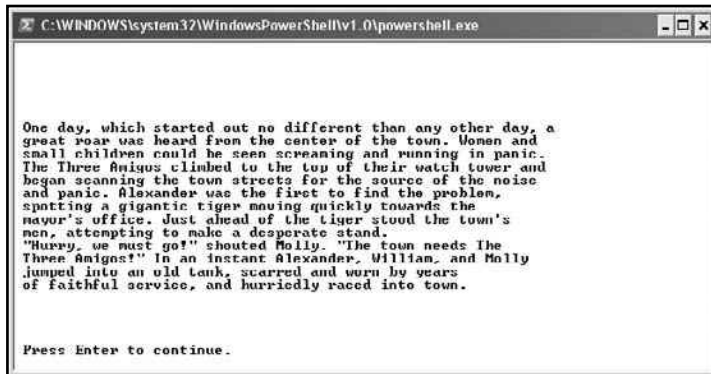 C:\WINDOWS\system32\WindowsPowerShell\v1.0\powershell.exe
One day, which started out no different than any other day, a
great roar was heard from the center of the town. Women and
small children could be seen screaming and running in panic.
The Three Amigos climbed to the top of their watch tower and
began scanning the town streets for the source of the noise
and panic. Alexander was the first to find the problem,
spotting a gigantic tiger moving quickly towards the
mayor's office. Just ahead of the tiger stood the town's
men, attempting to make a desperate stand.
"Hurry, we must go!" shouted Molly. "The town needs The
Three Amigos!" In an instant Alexander, William, and Molly
jumped into an old tank, scarred and worn by years
of faithful service, and hurriedly raced into town.
Press Enter to continue.